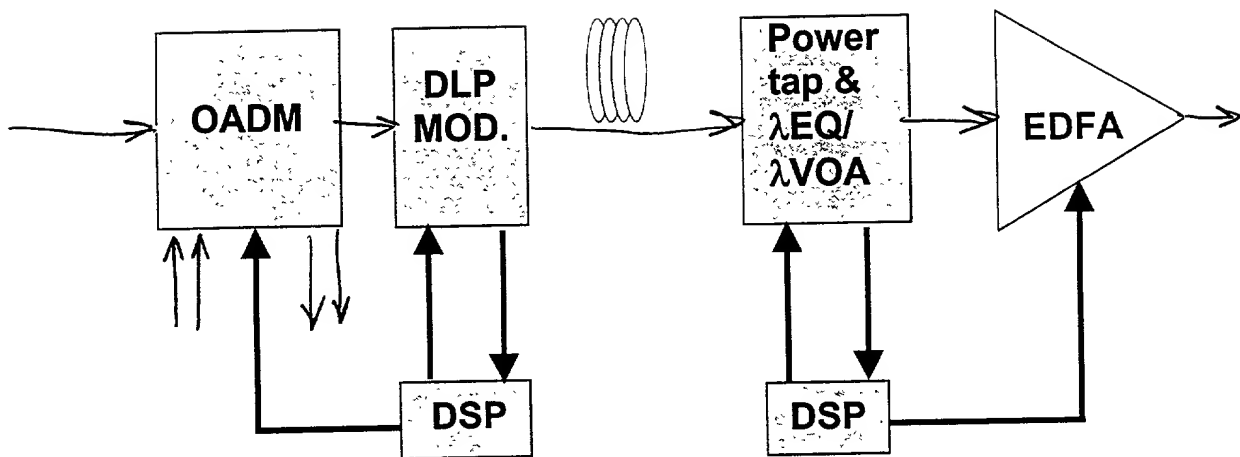 OADM
DLP
MOD.
Power
tap &
λEQ/
λVOA
EDFA
DSP
DSP